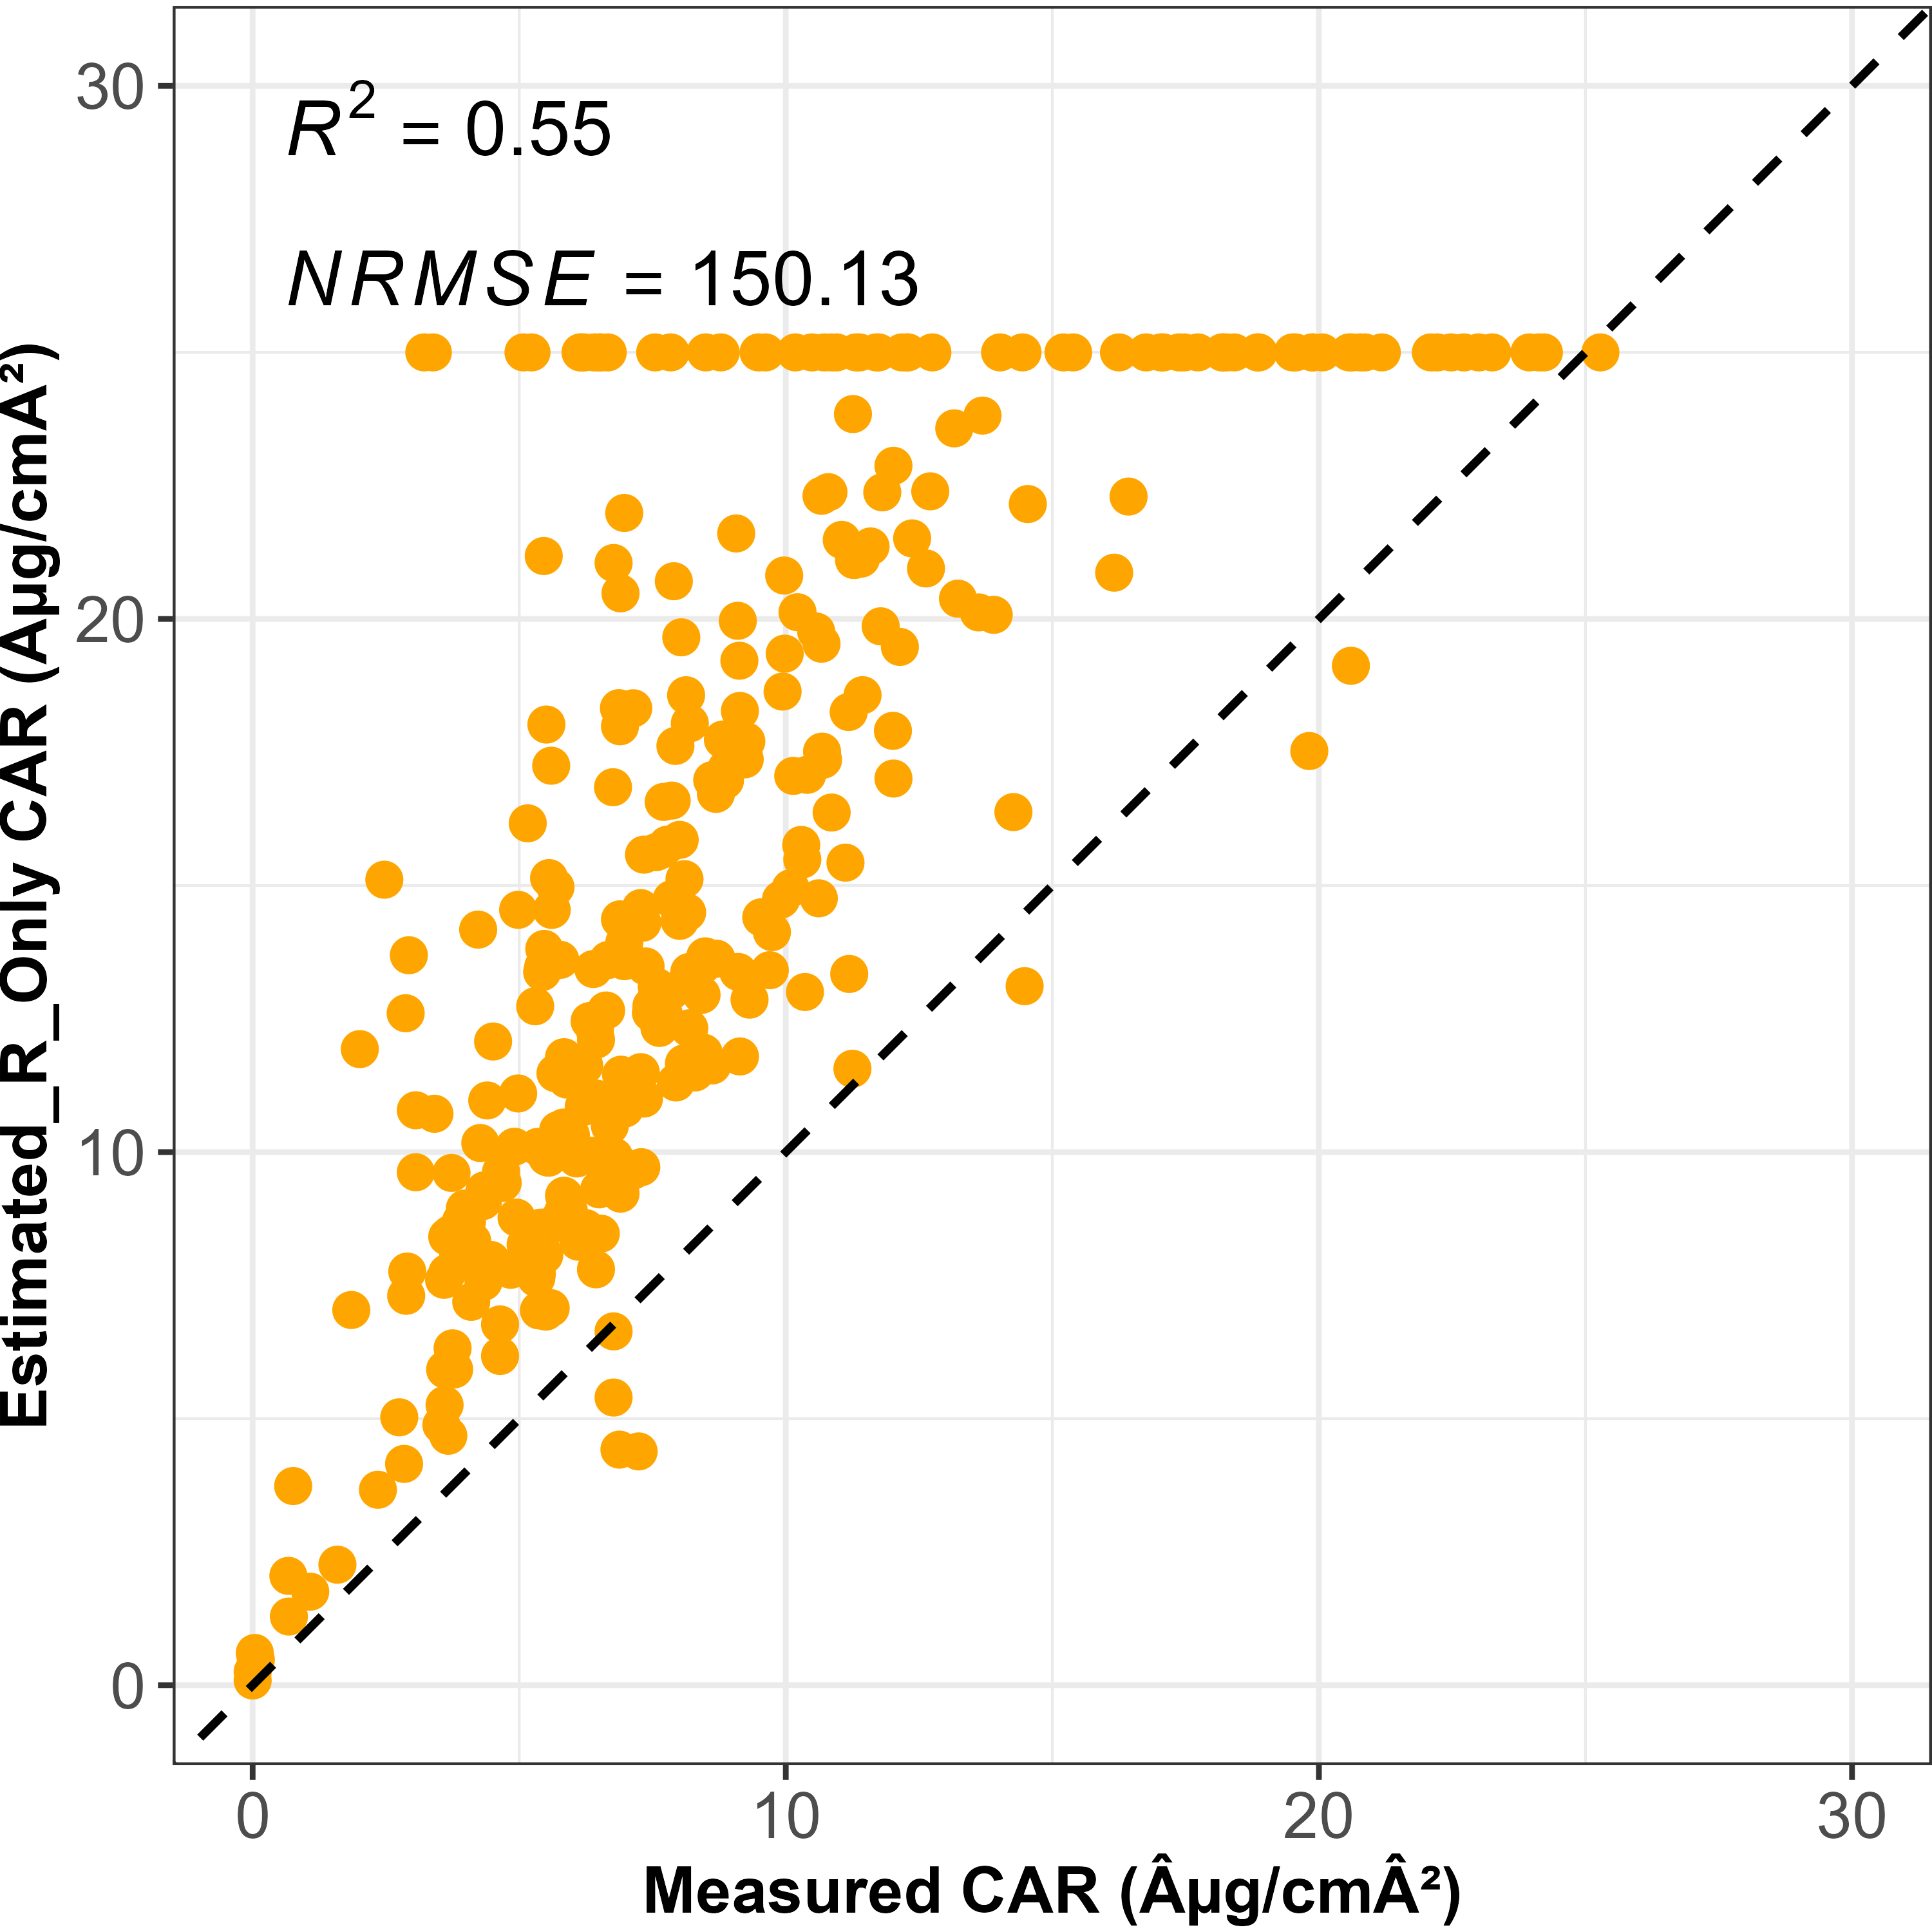 R² = 0.55
NRMSE = 150.13
30
20
10
0
Estimated_R_Only CAR (Âµg/cmÂ²)
0 10 20 30
Measured CAR (Âµg/cmÂ²)